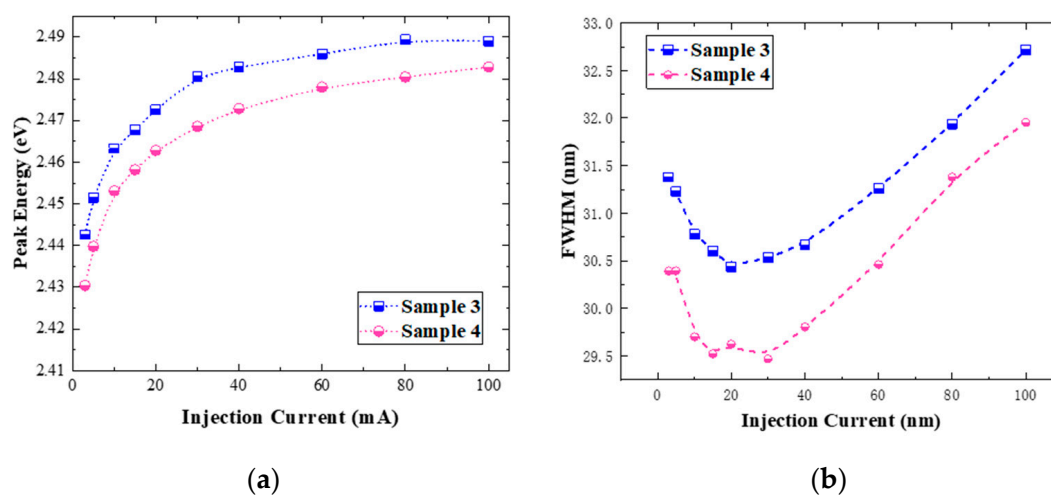 2.49
2.48
2.47
2.46
2.45
2.44
2.43
2.42
2.41
Peak Energy (eV)
Sample 3
Sample 4
0 20 40 60 80 100
Injection Current (mA)
(a)
33.0
32.5
32.0
31.5
31.0
30.5
30.0
29.5
FWHM (nm)
Sample 3
Sample 4
0 20 40 60 80 100
Injection Current (nm)
(b)